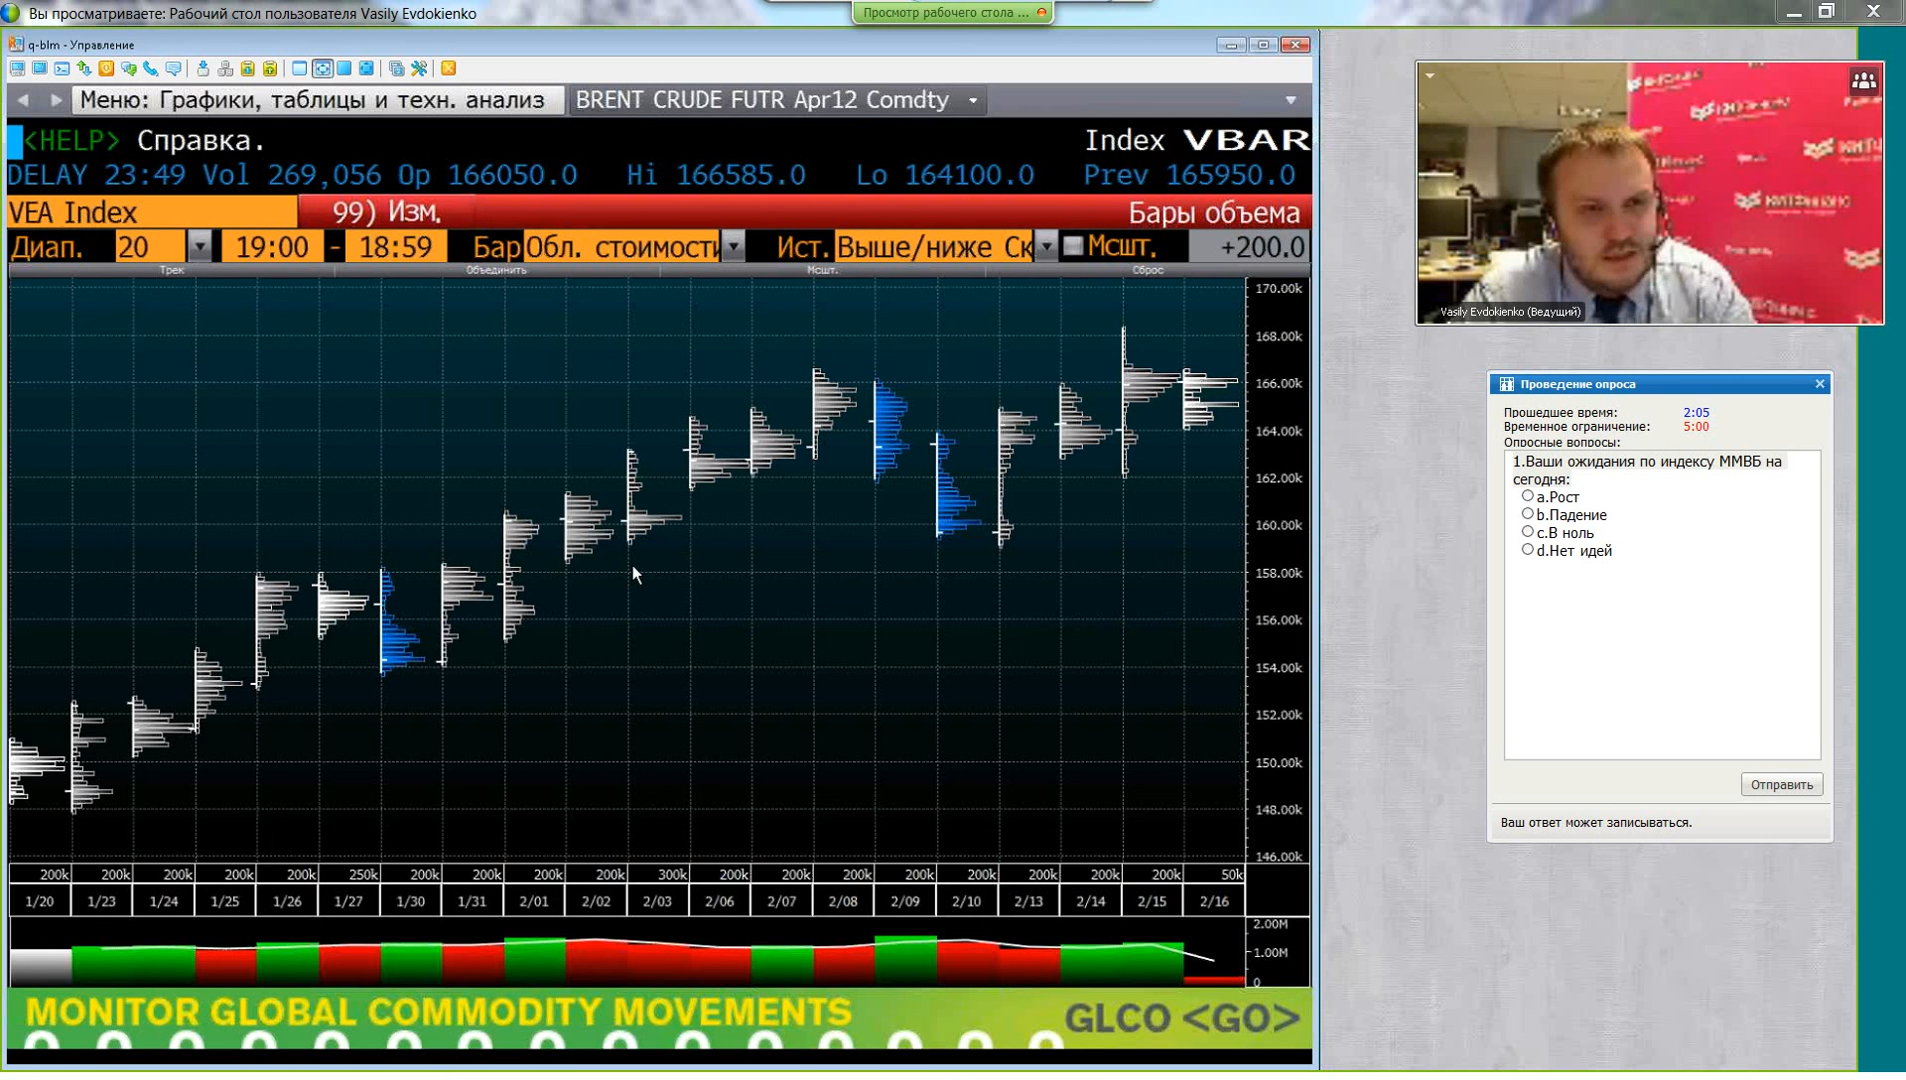 Вы просматриваете: Рабочий стол пользователя Vasily Evdokienko
Просмотр рабочего стола ...
q-blm - Управление
Меню: Графики, таблицы и техн. анализ
BRENT CRUDE FUTR Apr12 Comdty
<HELP> Справка.
Index VBAR
DELAY 23:49 Vol 269,056 Op 166050.0 Hi 166585.0 Lo 164100.0 Prev 165950.0
VEA Index
99) Изм.
Бары объема
Диап. 20 19:00 - 18:59 Бар Обл. стоимости Ист. Выше/ниже Ск Мсшт. +200.0
Трек Объединить Мсшт. Сброс
170.00k
168.00k
166.00k
164.00k
162.00k
160.00k
158.00k
156.00k
154.00k
152.00k
150.00k
148.00k
146.00k
200k 200k 200k 200k 200k 250k 200k 200k 200k 200k 300k 200k 200k 200k 200k 200k 200k 200k 200k 50k
1/20 1/23 1/24 1/25 1/26 1/27 1/30 1/31 2/01 2/02 2/03 2/06 2/07 2/08 2/09 2/10 2/13 2/14 2/15 2/16
2.00M
1.00M
0
MONITOR GLOBAL COMMODITY MOVEMENTS
GLCO <GO>
КИТФинанс
Vasily Evdokienko (Ведущий)
Проведение опроса
Прошедшее время: 2:05
Временное ограничение: 5:00
Опросные вопросы:
1.Ваши ожидания по индексу ММВБ на
сегодня:
a.Рост
b.Падение
c.В ноль
d.Нет идей
Отправить
Ваш ответ может записываться.